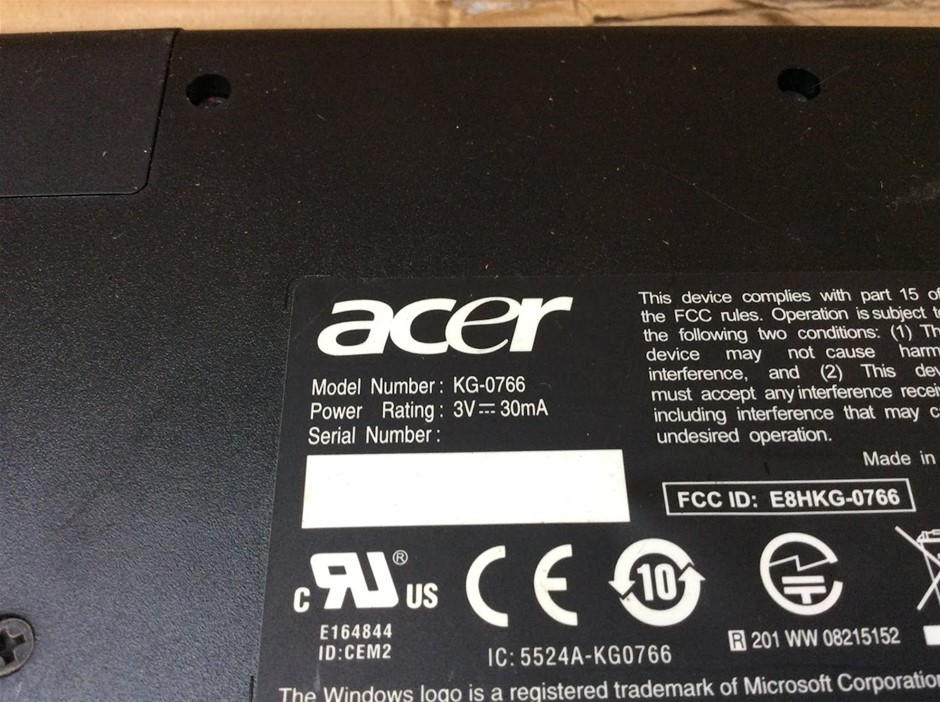 acer
Model Number: KG-0766
Power Rating: 3V⎓30mA
Serial Number:
This device complies with part 15 of
the FCC rules. Operation is subject
the following two conditions: (1)
device may not cause
interference, and (2) This
must accept any interference
including interference that may
undesired operation.
Made in
FCC ID: E8HKG-0766
c RU ® US
E164844
ID:CEM2
CE
10
IC: 5524A-KG0766
R 201 WW 08215152
The Windows logo is a registered trademark of Microsoft